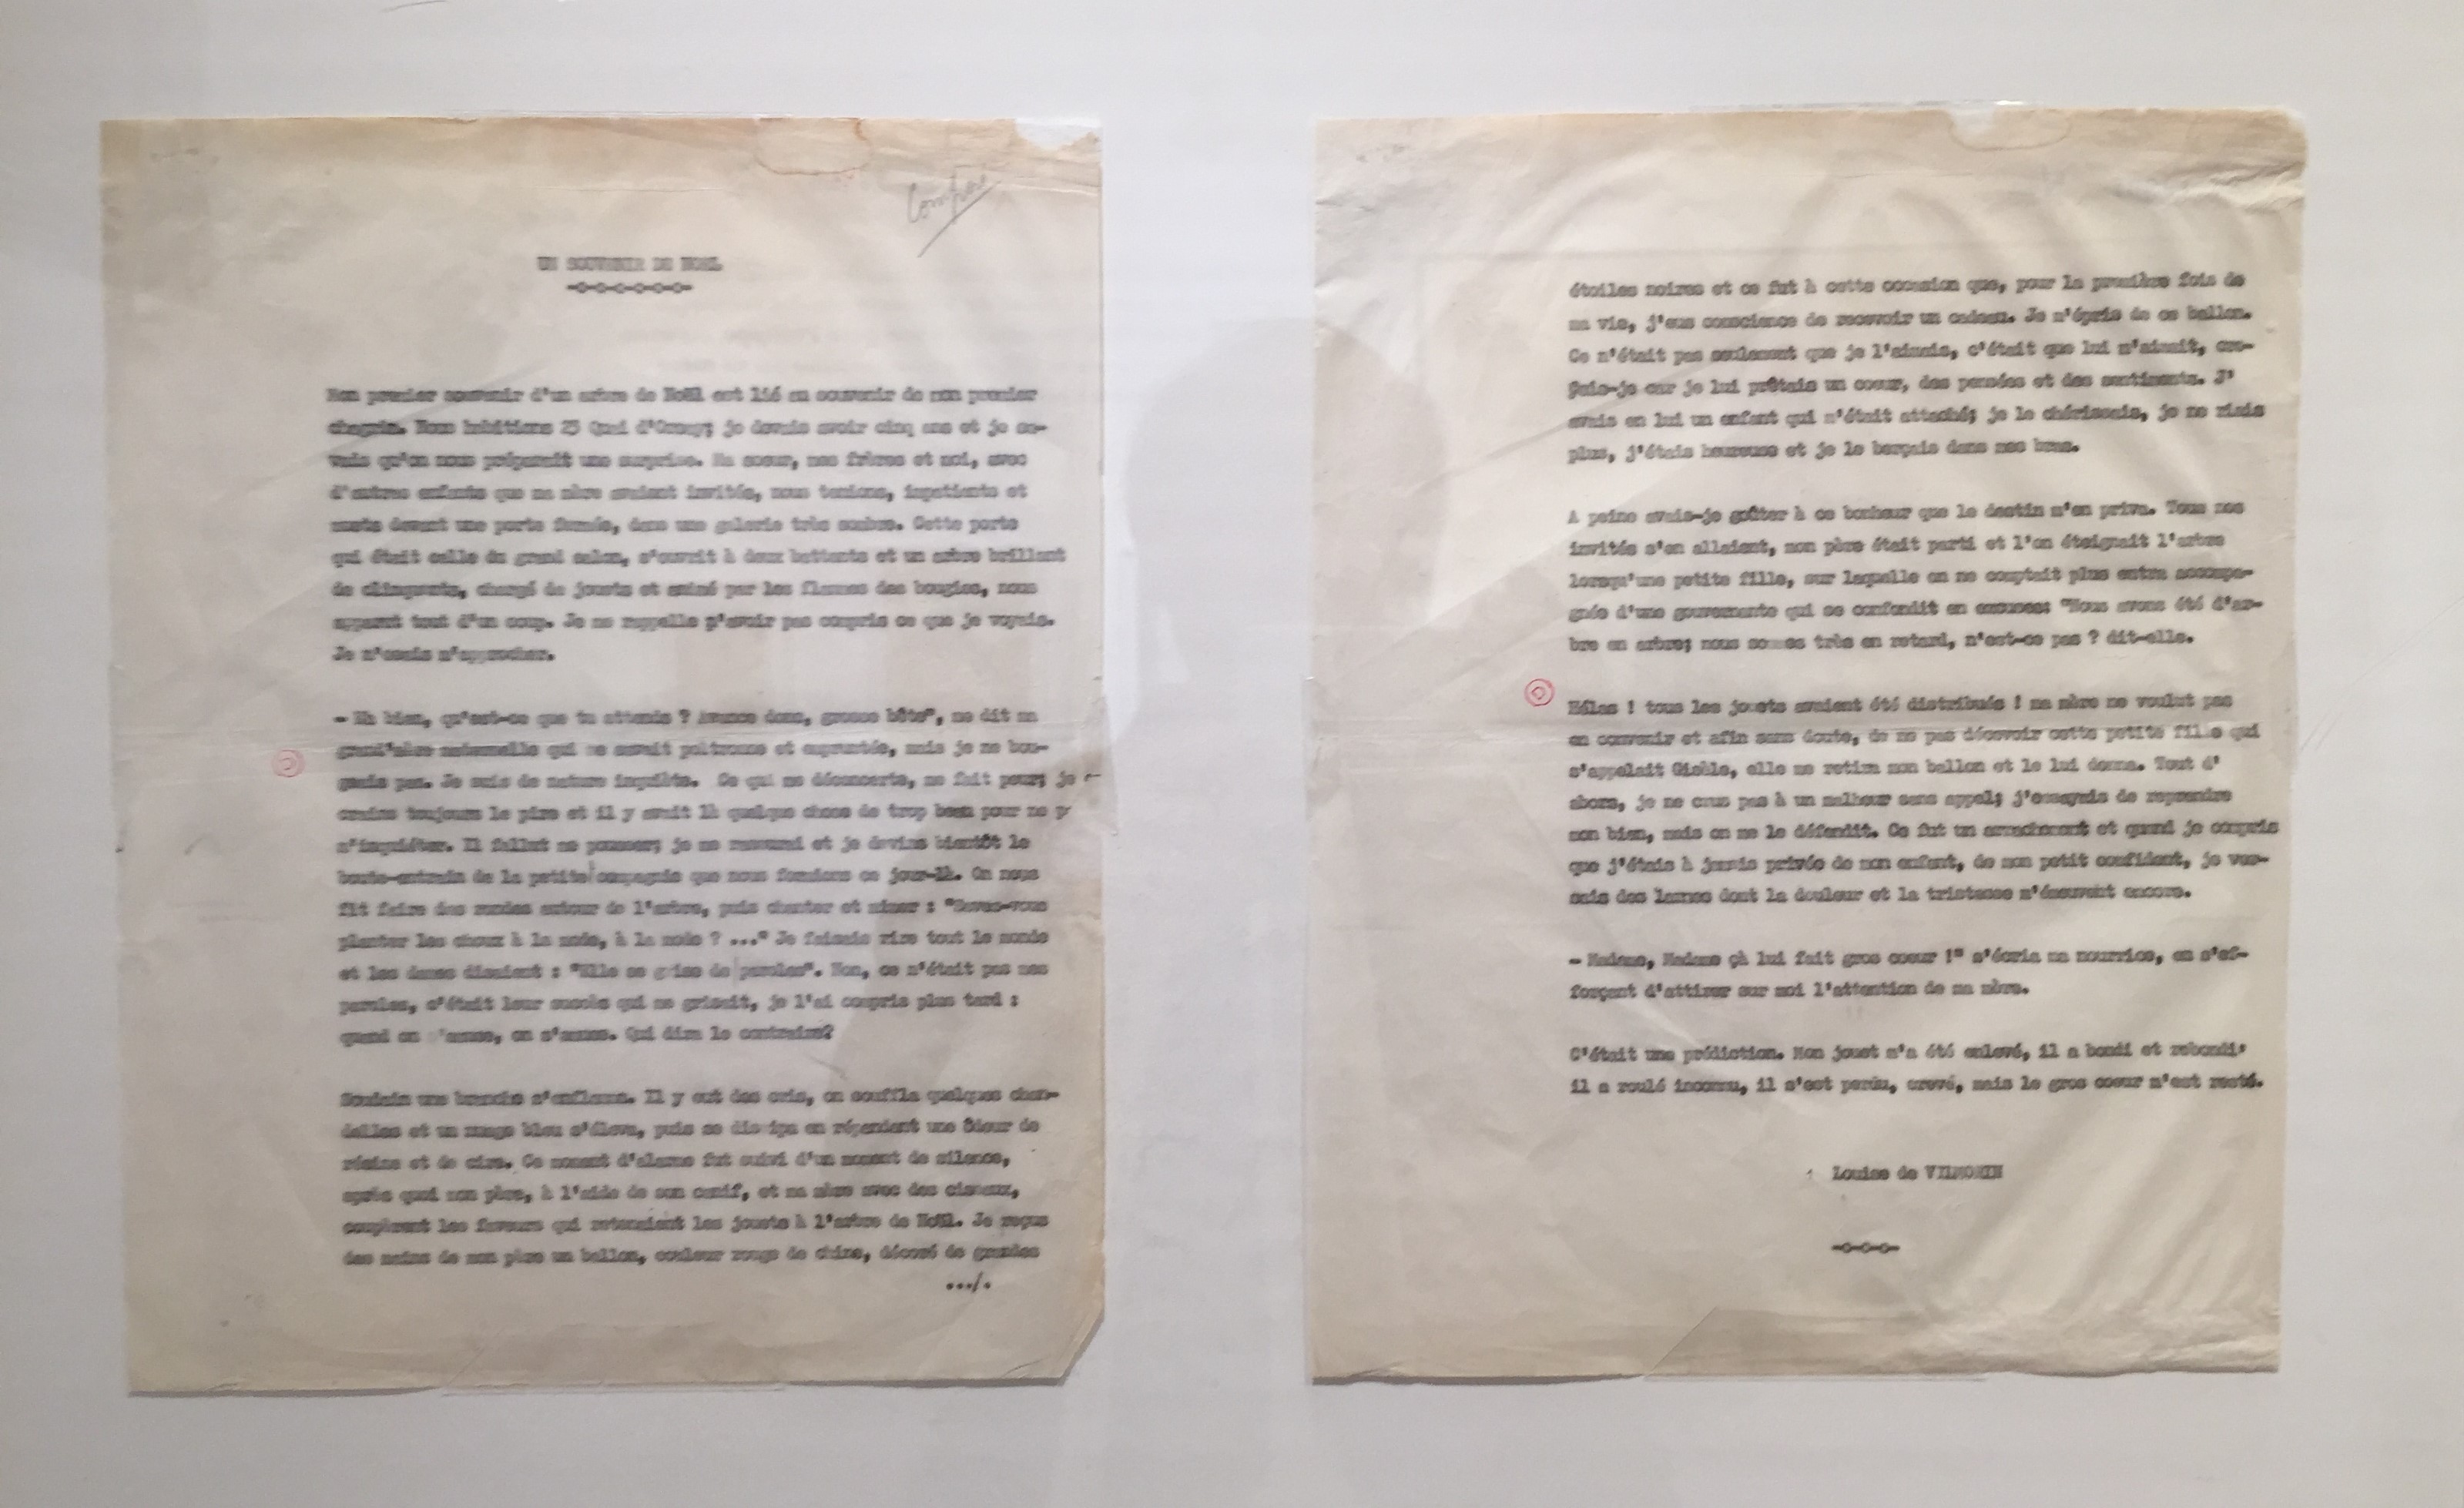 UN SOUVENIR DE NOEL
-o-o-o-o-o-o-
Mon premier souvenir d'un arbre de Noël est lié au souvenir de mon premier
chagrin. Nous habitions 23 Quai d'Orsay; je devais avoir cinq ans et je sa-
vais qu'on nous préparait une surprise. Ma soeur, mes frères et moi, avec
d'autres enfants que ma mère avaient invités, nous tenions, impatients et
muets devant une porte fermée, dans une galerie très sombre. Cette porte
qui était celle du grand salon, s'ouvrit à deux battants et un arbre brillant
de clinquants, chargé de jouets et animé par les flammes des bougies, nous
apparut tout d'un coup. Je me rappelle n'avoir pas compris ce que je voyais.
Je n'osais m'approcher.
- Eh bien, qu'est-ce que tu attends ? Avance donc, grosse bête", me dit ma
grand'mère maternelle qui me savait poltronne et empruntée, mais je ne bou-
geais pas. Je suis de nature inquiète. Ce qui me déconcerte, me fait peur; je
crains toujours le pire et il y avait là quelque chose de trop beau pour ne p
m'inquiéter. Il fallut me pousser; je me rassurai et je devins bientôt le
boute-entrain de la petite compagnie que nous formions ce jour-là. On nous
fit faire des rondes autour de l'arbre, puis chanter et mimer : "Savez-vous
planter les choux à la mode, à la mode ? ..." Je faisais rire tout le monde
et les dames disaient : "Elle se grise de paroles". Non, ce n'était pas mes
paroles, c'était leur succès qui me grisait, je l'ai compris plus tard :
quand on 'amuse, on s'amuse. Qui dira le contraire?
Soudain une branche s'enflamma. Il y eut des cris, on souffla quelques chan-
delles et un nuage bleu s'éleva, puis se dissipa en répandant une ôdeur de
résine et de cire. Ce moment d'alarme fut suivi d'un moment de silence,
après quoi mon père, à l'aide de son canif, et ma mère avec des ciseaux,
coupèrent les faveurs qui retenaient les jouets à l'arbre de Noël. Je reçus
des mains de mon père un ballon, couleur rouge de chine, décoré de grandes
.../.
étoiles noires et ce fut à cette occasion que, pour la première fois de
ma vie, j'eus conscience de recevoir un cadeau. Je m'épris de ce ballon.
Ce n'était pas seulement que je l'aimais, c'était que lui m'aimait, cro-
yais-je car je lui prêtais un coeur, des pensées et des sentiments. J'
avais en lui un enfant qui m'était attaché; je le chérissais, je ne riais
plus, j'étais heureuse et je le berçais dans mes bras.
A peine avais-je goûter à ce bonheur que le destin m'en priva. Tous nos
invités s'en allaient, mon père était parti et l'on éteignait l'arbre
lorsqu'une petite fille, sur laquelle on ne comptait plus entra accompa-
gnée d'une gouvernante qui se confondit en excuses: "Nous avons été d'ar-
bre en arbre; nous sommes très en retard, n'est-ce pas ? dit-elle.
Hélas ! tous les jouets avaient été distribués ! ma mère ne voulut pas
en convenir et afin sans doute, de ne pas décevoir cette petite fille qui
s'appelait Gisèle, elle me retira mon ballon et le lui donna. Tout d'
abors, je ne crus pas à un malheur sans appel; j'essayais de reprendre
mon bien, mais on me le défendit. Ce fut un arrachement et quand je compris
que j'étais à jamais privée de mon enfant, de mon petit confident, je ver-
sais des larmes dont la douleur et la tristesse m'émeuvent encore.
- Madame, Madame çà lui fait gros coeur !" s'écria ma nourrice, en s'ef-
forçant d'attirer sur moi l'attention de ma mère.
C'était une prédiction. Mon jouet m'a été enlevé, il a bondi et rebondi,
il a roulé inconnu, il s'est perdu, crevé, mais le gros coeur m'est resté.
Louise de VILMORIN
-o-o-o-